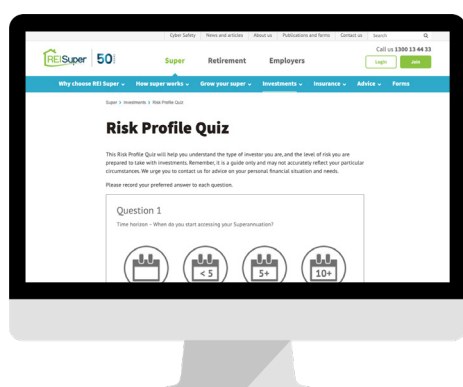 Cyber Safety News and articles About us Publications and forms Contact us Search
Call us 1300 13 44 33
REI Super 50
Super Retirement Employers Login Join
Why choose REI Super How super works Grow your super Investments Insurance Advice Forms
Super > Investments > Risk Profile Quiz
Risk Profile Quiz
This Risk Profile Quiz will help you understand the type of investor you are, and the level of risk you are
prepared to take with investments. Remember, it is a guide only and may not accurately reflect your particular
circumstances. We urge you to contact us for advice on your personal financial situation and needs.
Please record your preferred answer to each question.
Question 1
Time horizon – When do you start accessing your Superannuation?
< 5 5+ 10+